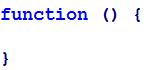 function () {
}